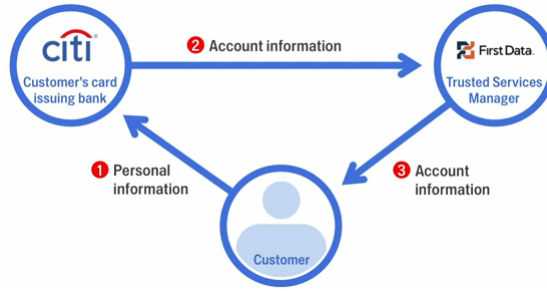 citi
Customer's card
issuing bank
2 Account information
First Data.
Trusted Services
Manager
1 Personal
information
3 Account
information
Customer